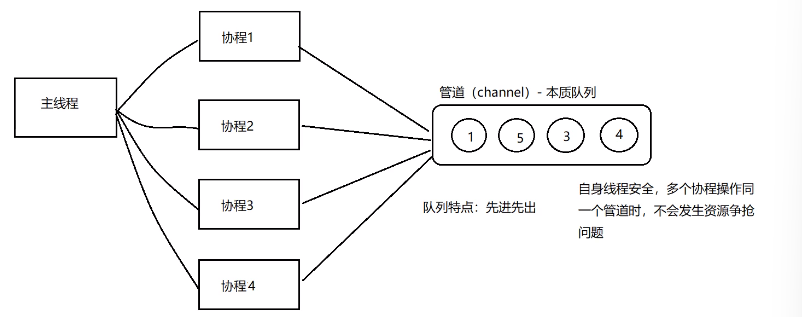 协程1
主线程
管道（channel）- 本质队列
协程2
1 5 3 4
协程3
队列特点：先进先出
自身线程安全，多个协程操作同
一个管道时，不会发生资源争抢
问题
协程4